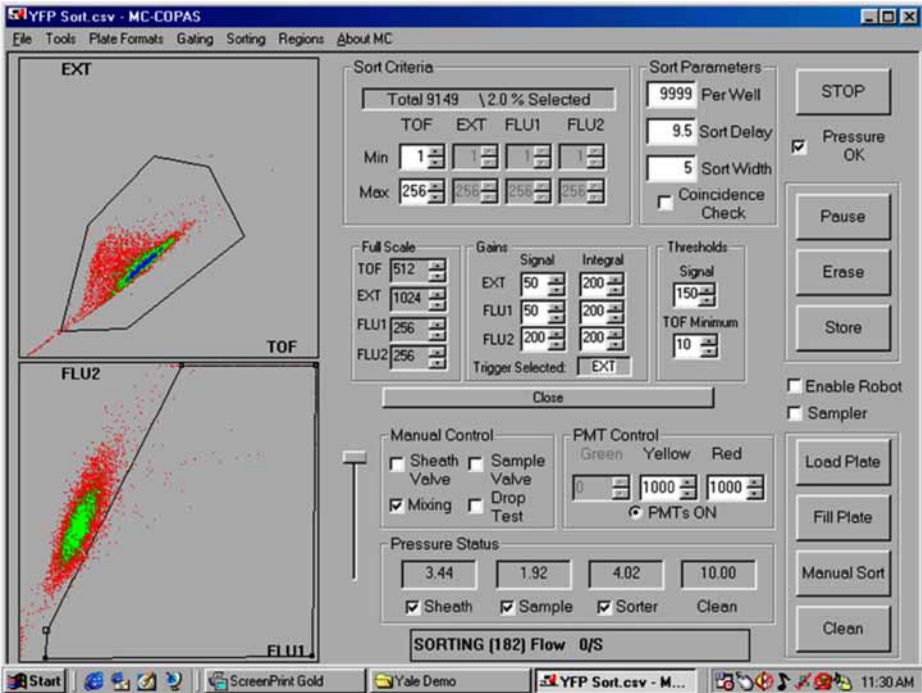 YFP Sort.csv - MC-COPAS
File Tools Plate Formats Gating Sorting Regions About MC
EXT
TOF
FLU2
FLU1
Sort Criteria
Total 9149 \2.0 % Selected
TOF EXT FLU1 FLU2
Min 1 1 1 1
Max 256 256 256 256
Sort Parameters
9999 Per Well
9.5 Sort Delay
5 Sort Width
Coincidence
Check
STOP
Pressure
OK
Full Scale
TOF 512
EXT 1024
FLU1 256
FLU2 256
Gains
Signal Integral
EXT 50 200
FLU1 50 200
FLU2 200 200
Trigger Selected: EXT
Thresholds
Signal
150
TOF Minimum
10
Pause
Erase
Store
Close
Enable Robot
Sampler
Manual Control
Sheath Valve
Sample Valve
Mixing
Drop Test
PMT Control
Green Yellow Red
0 1000 1000
PMTs ON
Load Plate
Fill Plate
Manual Sort
Clean
Pressure Status
3.44 1.92 4.02 10.00
Sheath Sample Sorter Clean
SORTING (182) Flow 0/S
Start ScreenPrint Gold Yale Demo YFP Sort.csv - M... 11:30 AM